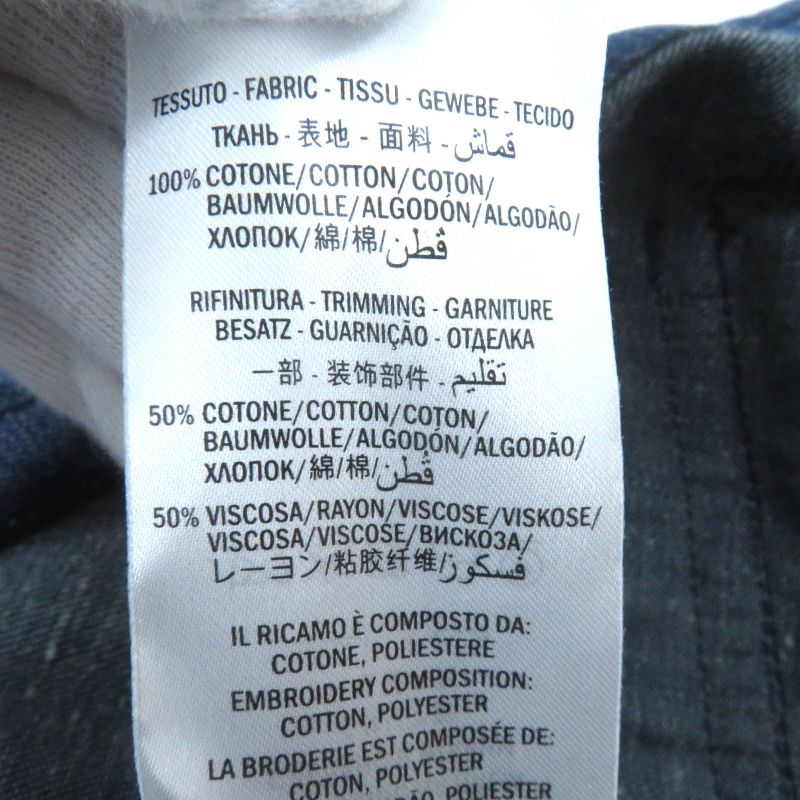 TESSUTO - FABRIC - TISSU - GEWEBE - TECIDO
ТКАНЬ - 表地 - 面料 - قماش
100% COTONE/COTTON/COTON/
BAUMWOLLE/ALGODÓN/ALGODÃO/
ХЛОПОК/綿/棉/قطن
RIFINITURA - TRIMMING - GARNITURE
BESATZ - GUARNIÇÃO - ОТДЕЛКА
一部 - 装饰部件 - تقليم
50% COTONE/COTTON/COTON/
BAUMWOLLE/ALGODÓN/ALGODÃO/
ХЛОПОК/綿/棉/قطن
50% VISCOSA/RAYON/VISCOSE/VISKOSE/
VISCOSA/VISCOSE/ВИСКОЗА/
レーヨン/粘胶纤维/فسكوز
IL RICAMO È COMPOSTO DA:
COTONE, POLIESTERE
EMBROIDERY COMPOSITION:
COTTON, POLYESTER
LA BRODERIE EST COMPOSÉE DE:
COTON, POLYESTER